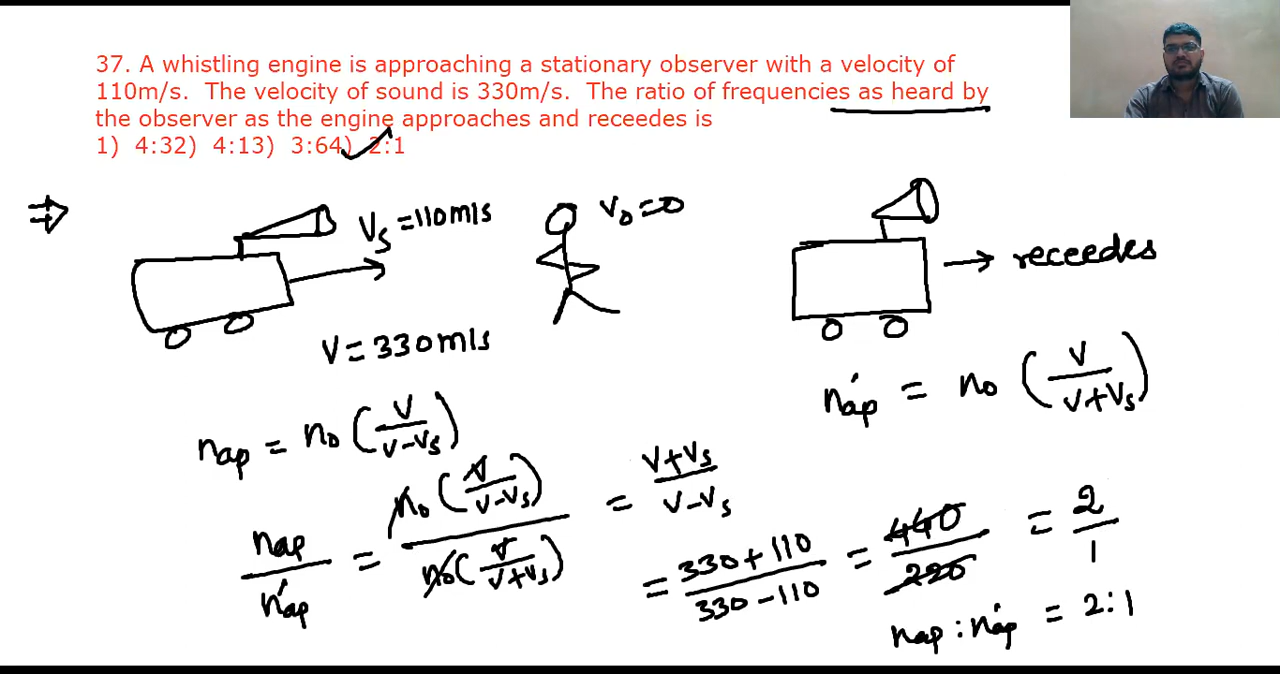 37. A whistling engine is approaching a stationary observer with a velocity of
110m/s. The velocity of sound is 330m/s. The ratio of frequencies as heard by
the observer as the engine approaches and receedes is
1) 4:32) 4:13) 3:64) 2:1
⇒ Vs = 110m/s V0 = 0
receedes
V = 330m/s
n'ap = n0 (V/(V+Vs))
nap = n0 (V/(V-Vs))
nap/n'ap = n0(V/(V-Vs)) / n0(V/(V+Vs)) = (V+Vs)/(V-Vs)
= (330+110)/(330-110) = 440/220 = 2/1
nap : n'ap = 2:1